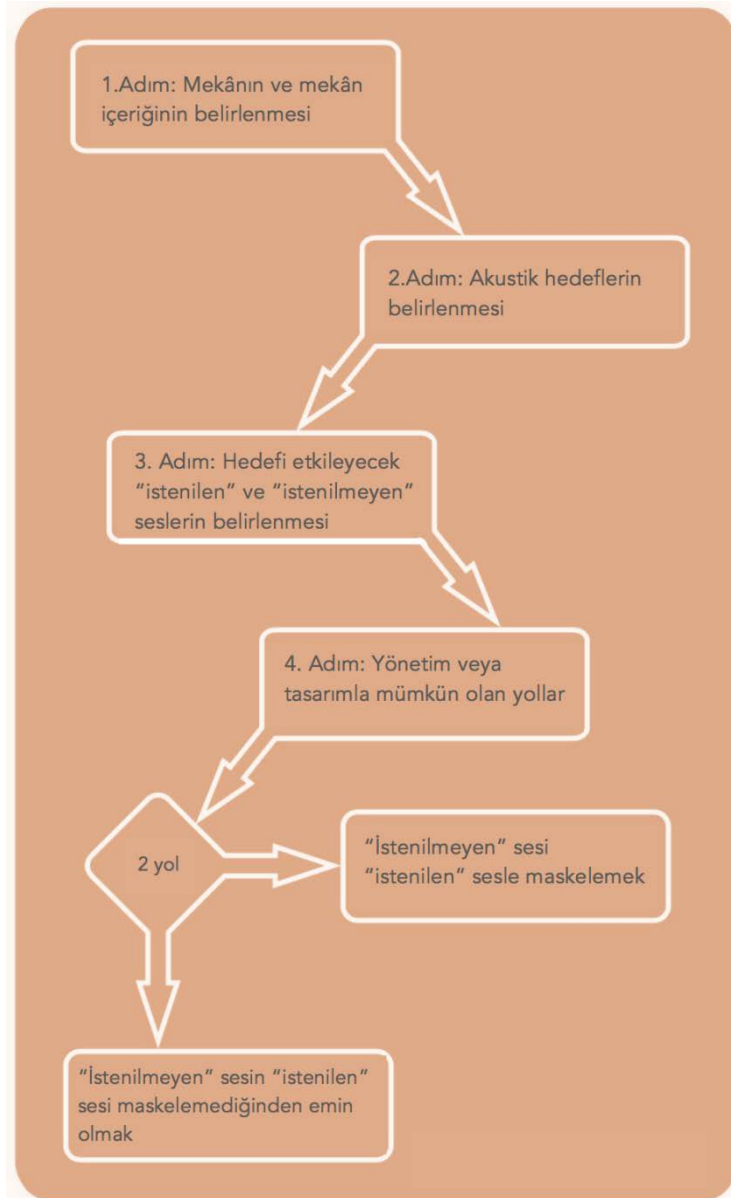 1.Adım: Mekânın ve mekân
içeriğinin belirlenmesi
2.Adım: Akustik hedeflerin
belirlenmesi
3. Adım: Hedefi etkileyecek
“istenilen” ve “istenilmeyen”
seslerin belirlenmesi
4. Adım: Yönetim veya
tasarımla mümkün olan yollar
2 yol
“İstenilmeyen” sesi
“istenilen” sesle maskelemek
“İstenilmeyen” sesin “istenilen”
sesi maskelemediğinden emin
olmak